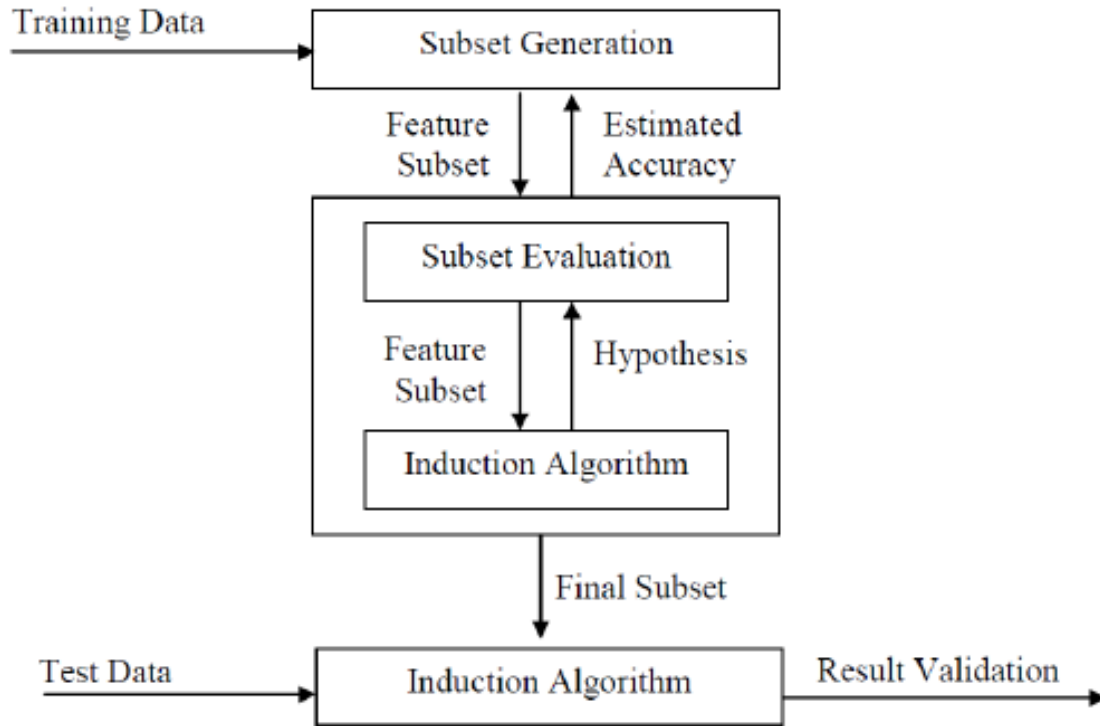 Training Data
Subset Generation
Feature
Subset
Estimated
Accuracy
Subset Evaluation
Feature
Subset
Hypothesis
Induction Algorithm
Final Subset
Test Data
Induction Algorithm
Result Validation